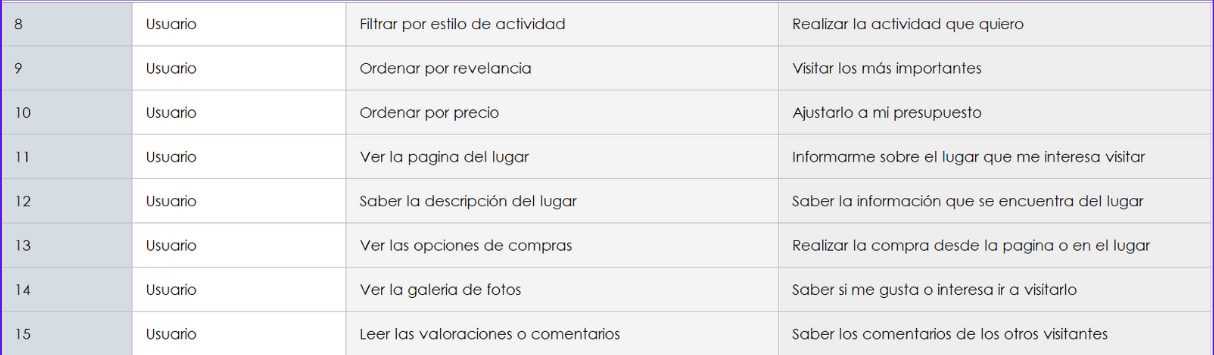 8 Usuario Filtrar por estilo de actividad Realizar la actividad que quiero
9 Usuario Ordenar por revelancia Visitar los más importantes
10 Usuario Ordenar por precio Ajustarlo a mi presupuesto
11 Usuario Ver la pagina del lugar Informarme sobre el lugar que me interesa visitar
12 Usuario Saber la descripción del lugar Saber la información que se encuentra del lugar
13 Usuario Ver las opciones de compras Realizar la compra desde la pagina o en el lugar
14 Usuario Ver la galeria de fotos Saber si me gusta o interesa ir a visitarlo
15 Usuario Leer las valoraciones o comentarios Saber los comentarios de los otros visitantes